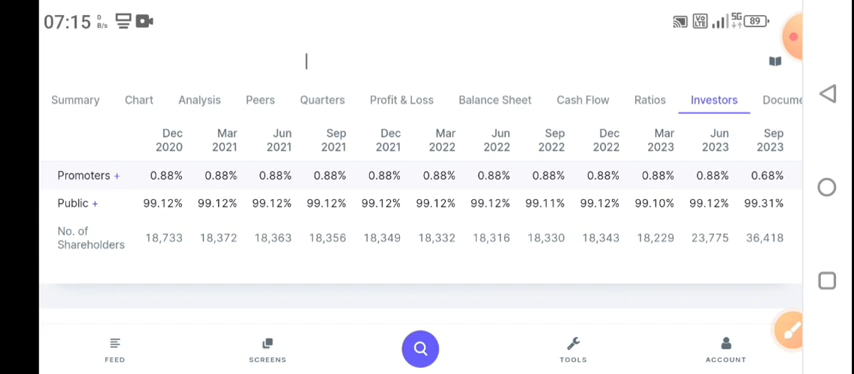 07:15 0 B/s VO LTE 5G 89
Summary Chart Analysis Peers Quarters Profit & Loss Balance Sheet Cash Flow Ratios Investors Docume
Dec 2020 Mar 2021 Jun 2021 Sep 2021 Dec 2021 Mar 2022 Jun 2022 Sep 2022 Dec 2022 Mar 2023 Jun 2023 Sep 2023
Promoters + 0.88% 0.88% 0.88% 0.88% 0.88% 0.88% 0.88% 0.88% 0.88% 0.88% 0.88% 0.68%
Public + 99.12% 99.12% 99.12% 99.12% 99.12% 99.12% 99.12% 99.11% 99.12% 99.10% 99.12% 99.31%
No. of Shareholders 18,733 18,372 18,363 18,356 18,349 18,332 18,316 18,330 18,343 18,229 23,775 36,418
FEED SCREENS TOOLS ACCOUNT